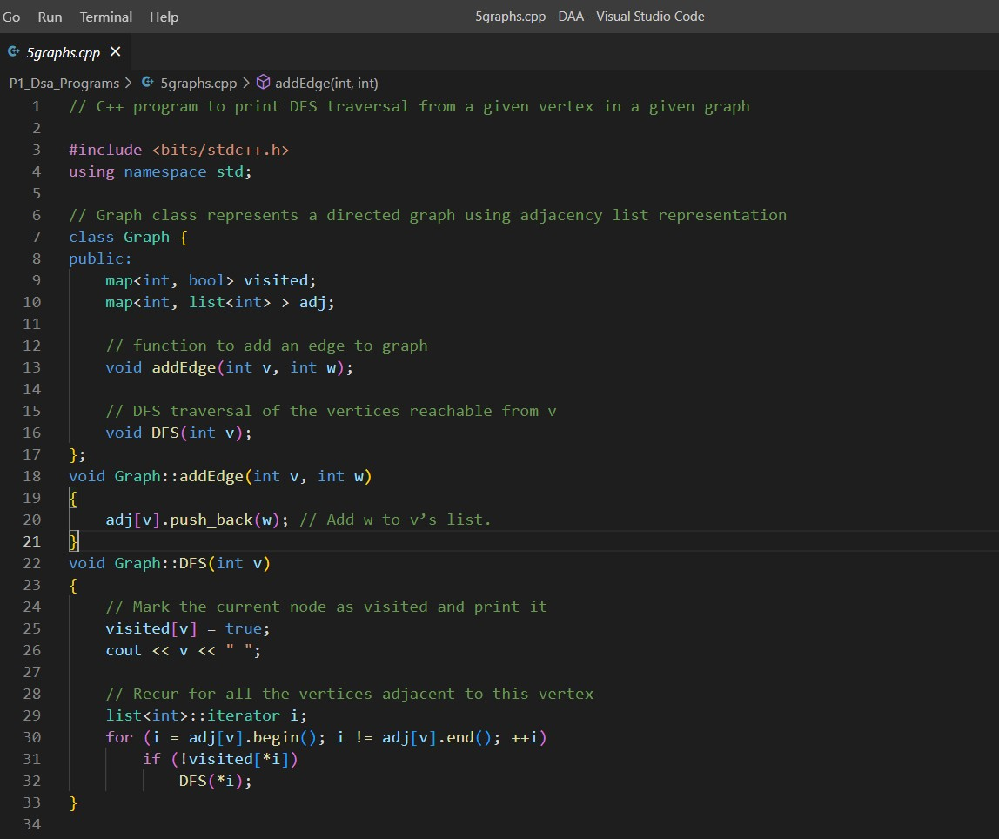 Go Run Terminal Help 5graphs.cpp - DAA - Visual Studio Code
5graphs.cpp ×
P1_Dsa_Programs > 5graphs.cpp > addEdge(int, int)
1 // C++ program to print DFS traversal from a given vertex in a given graph
2
3 #include <bits/stdc++.h>
4 using namespace std;
5
6 // Graph class represents a directed graph using adjacency list representation
7 class Graph {
8 public:
9     map<int, bool> visited;
10     map<int, list<int> > adj;
11
12     // function to add an edge to graph
13     void addEdge(int v, int w);
14
15     // DFS traversal of the vertices reachable from v
16     void DFS(int v);
17 };
18 void Graph::addEdge(int v, int w)
19 {
20     adj[v].push_back(w); // Add w to v’s list.
21 }
22 void Graph::DFS(int v)
23 {
24     // Mark the current node as visited and print it
25     visited[v] = true;
26     cout << v << " ";
27
28     // Recur for all the vertices adjacent to this vertex
29     list<int>::iterator i;
30     for (i = adj[v].begin(); i != adj[v].end(); ++i)
31         if (!visited[*i])
32             DFS(*i);
33 }
34